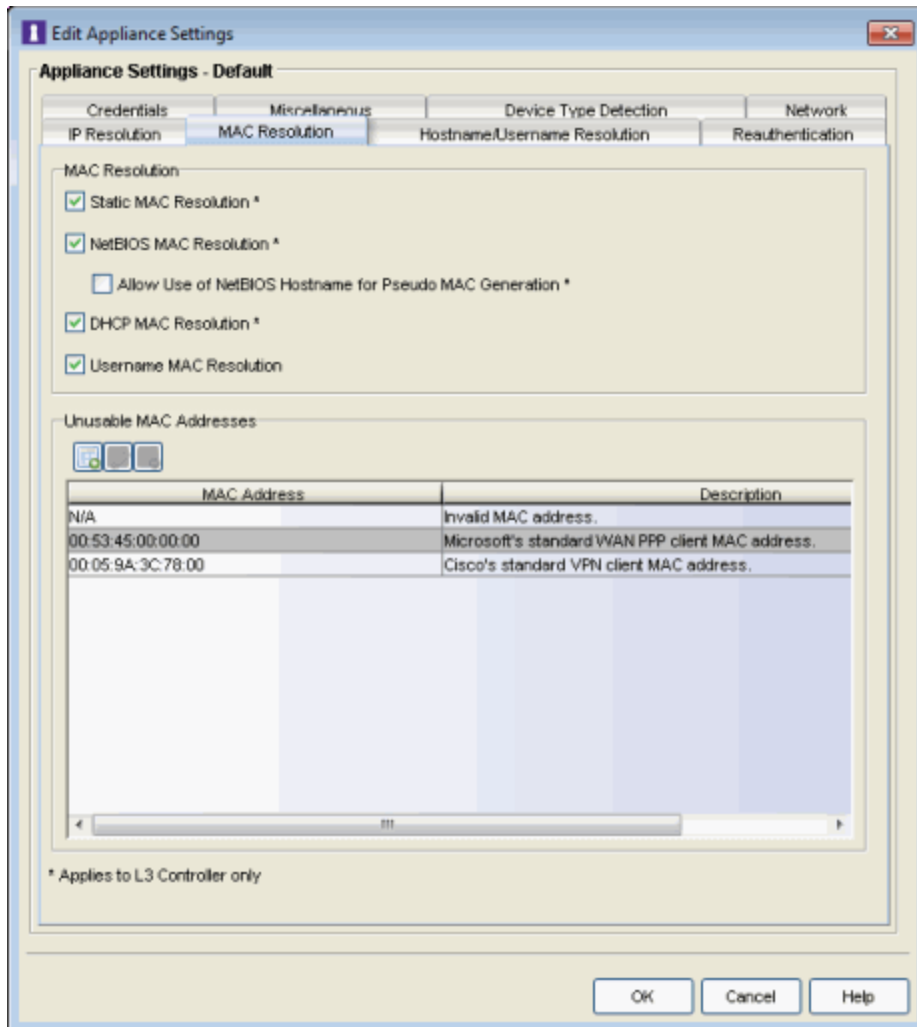 Edit Appliance Settings
Appliance Settings - Default
Credentials Miscellaneous Device Type Detection Network
IP Resolution MAC Resolution Hostname/Username Resolution Reauthentication
MAC Resolution
Static MAC Resolution *
NetBIOS MAC Resolution *
Allow Use of NetBIOS Hostname for Pseudo MAC Generation *
DHCP MAC Resolution *
Username MAC Resolution
Unusable MAC Addresses
MAC Address Description
N/A Invalid MAC address.
00:53:45:00:00:00 Microsoft's standard WAN PPP client MAC address.
00:05:9A:3C:78:00 Cisco's standard VPN client MAC address.
* Applies to L3 Controller only
OK Cancel Help